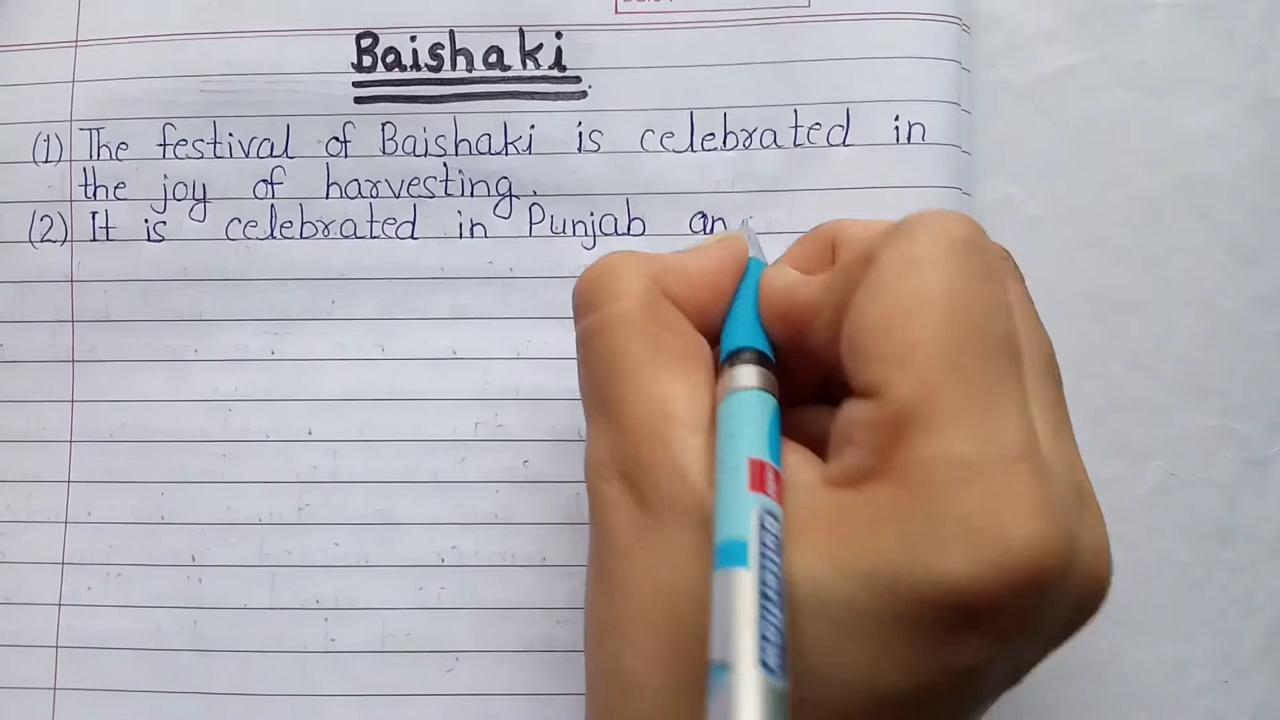 Baishaki
(1) The festival of Baishaki is celebrated in
the joy of harvesting.
(2) It is celebrated in Punjab an